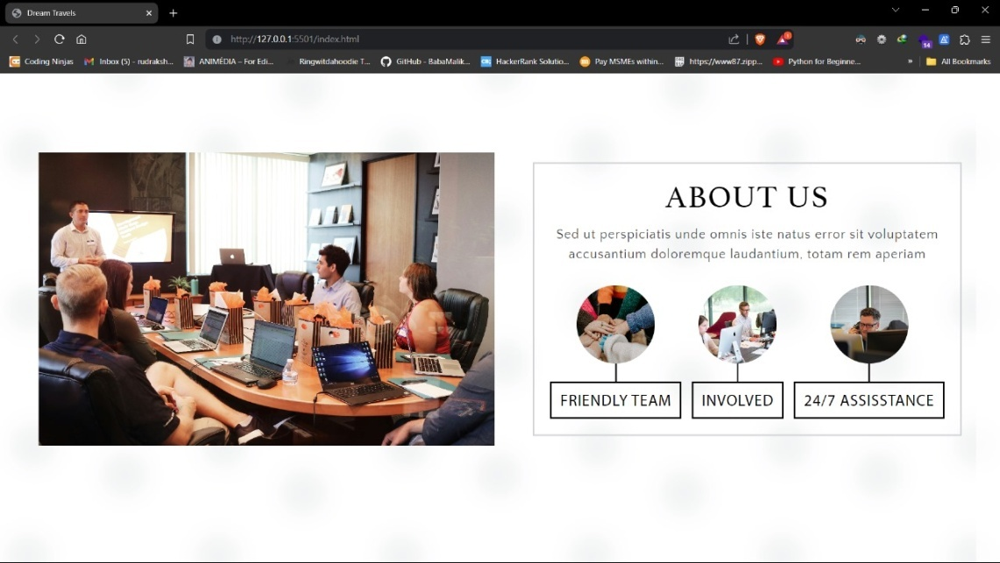 Dream Travels
http://127.0.0.1:5501/index.html
14
Coding Ninjas
Inbox (5) - rudraksh...
ANIMÉDIA – For Edi...
Ringwitdahoodie T...
GitHub - BabaMalik...
HackerRank Solutio...
Pay MSMEs within...
https://www87.zipp...
Python for Beginne...
»
All Bookmarks
ABOUT US
Sed ut perspiciatis unde omnis iste natus error sit voluptatem
accusantium doloremque laudantium, totam rem aperiam
FRIENDLY TEAM
INVOLVED
24/7 ASSISSTANCE